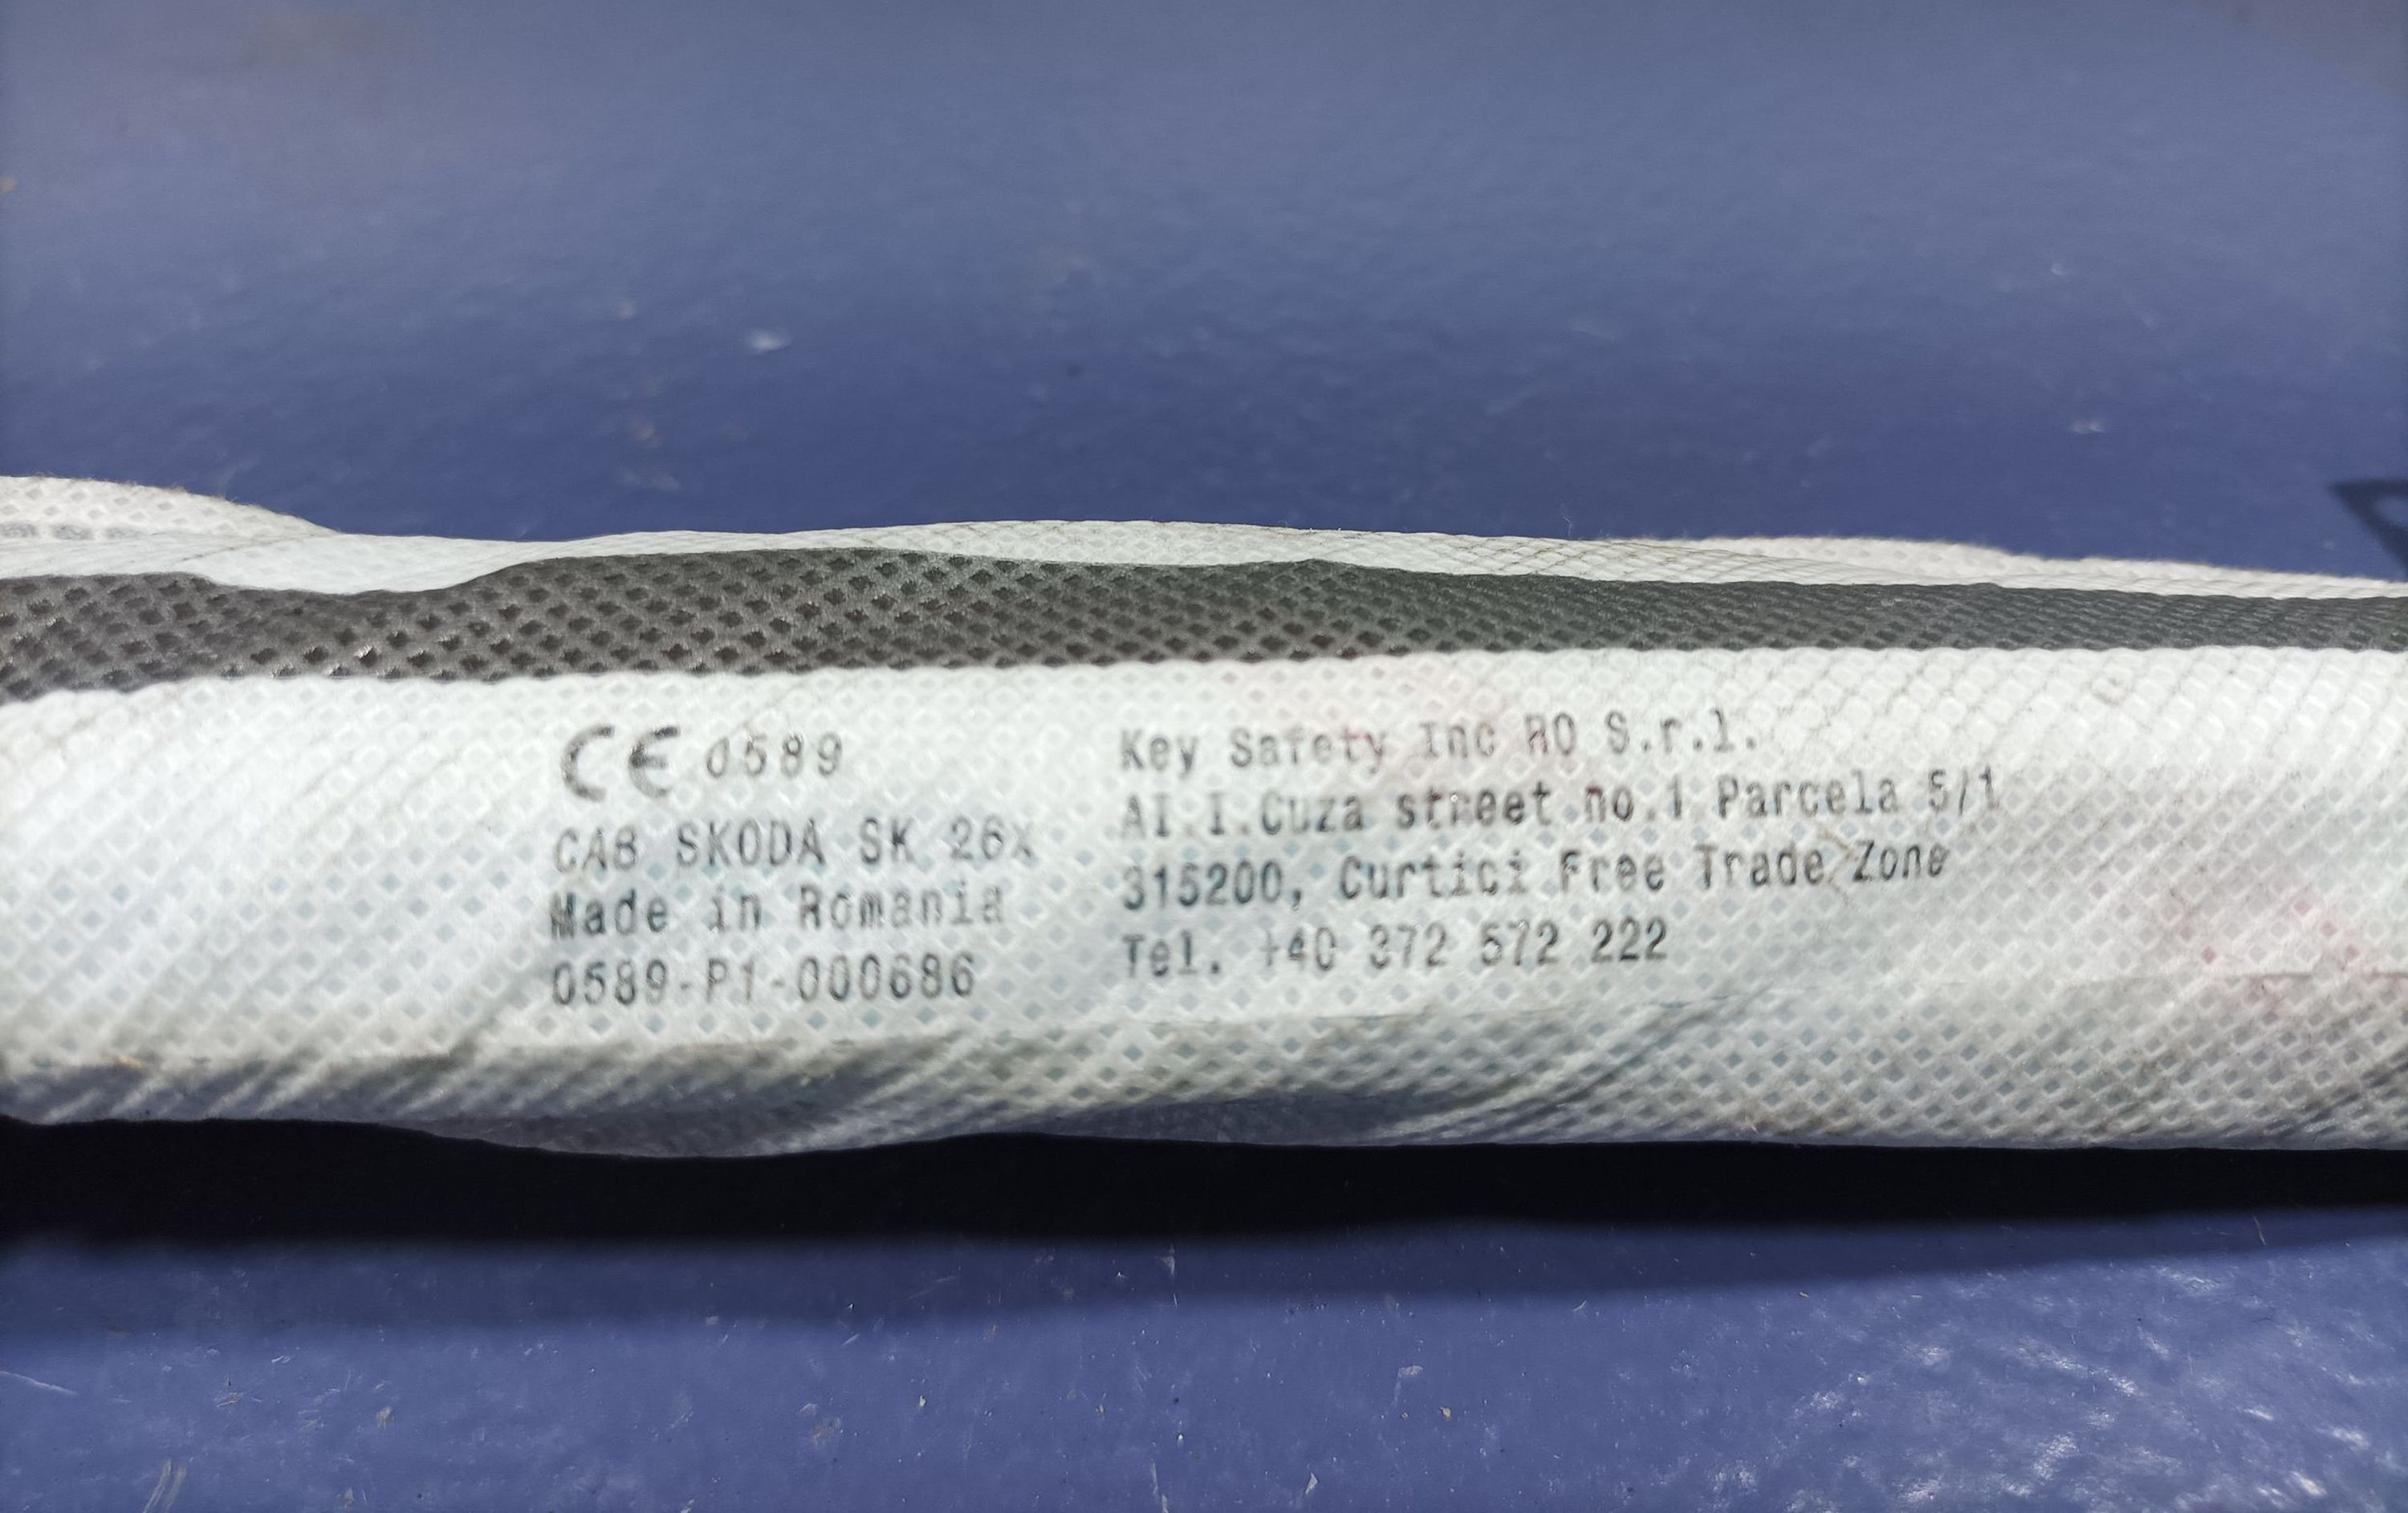 CE 0589
CAB SKODA SK 26x
Made in Romania
0589-P1-000686
Key Safety Inc RO S.r.l.
Al.I.Cuza street no.1 Parcela 5/1
315200, Curtici Free Trade Zone
Tel. +40 372 572 222